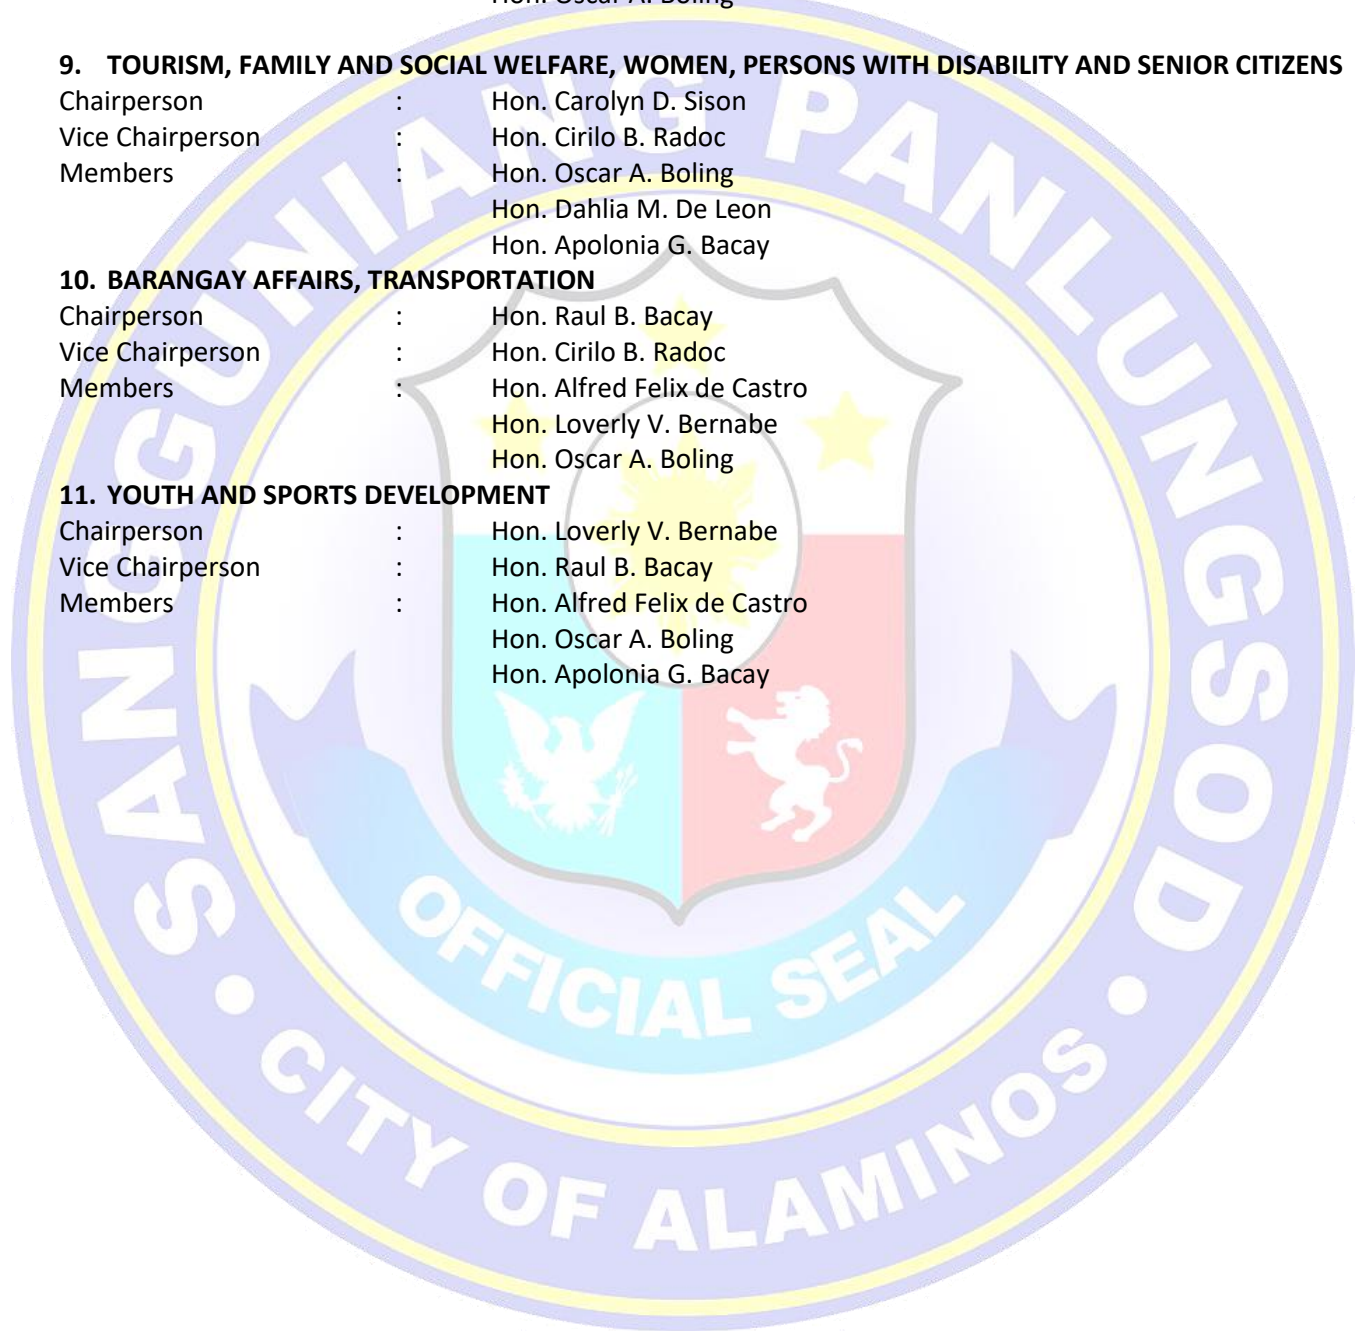 Hon. Oscar A. Boling
9. TOURISM, FAMILY AND SOCIAL WELFARE, WOMEN, PERSONS WITH DISABILITY AND SENIOR CITIZENS
Chairperson : Hon. Carolyn D. Sison
Vice Chairperson : Hon. Cirilo B. Radoc
Members : Hon. Oscar A. Boling
Hon. Dahlia M. De Leon
Hon. Apolonia G. Bacay
10. BARANGAY AFFAIRS, TRANSPORTATION
Chairperson : Hon. Raul B. Bacay
Vice Chairperson : Hon. Cirilo B. Radoc
Members : Hon. Alfred Felix de Castro
Hon. Loverly V. Bernabe
Hon. Oscar A. Boling
11. YOUTH AND SPORTS DEVELOPMENT
Chairperson : Hon. Loverly V. Bernabe
Vice Chairperson : Hon. Raul B. Bacay
Members : Hon. Alfred Felix de Castro
Hon. Oscar A. Boling
Hon. Apolonia G. Bacay
SANGGUNIANG PANLUNGSOD
OFFICIAL SEAL
• CITY OF ALAMINOS •